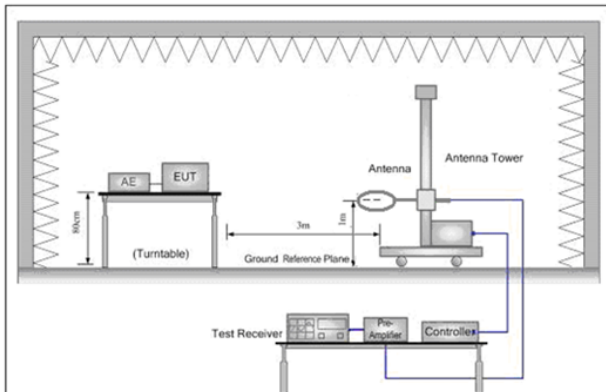 Antenna
Antenna Tower
AE
EUT
80cm
(Turntable)
3m
1m
Ground Reference Plane
Test Receiver
Pre-
Amplifier
Controller